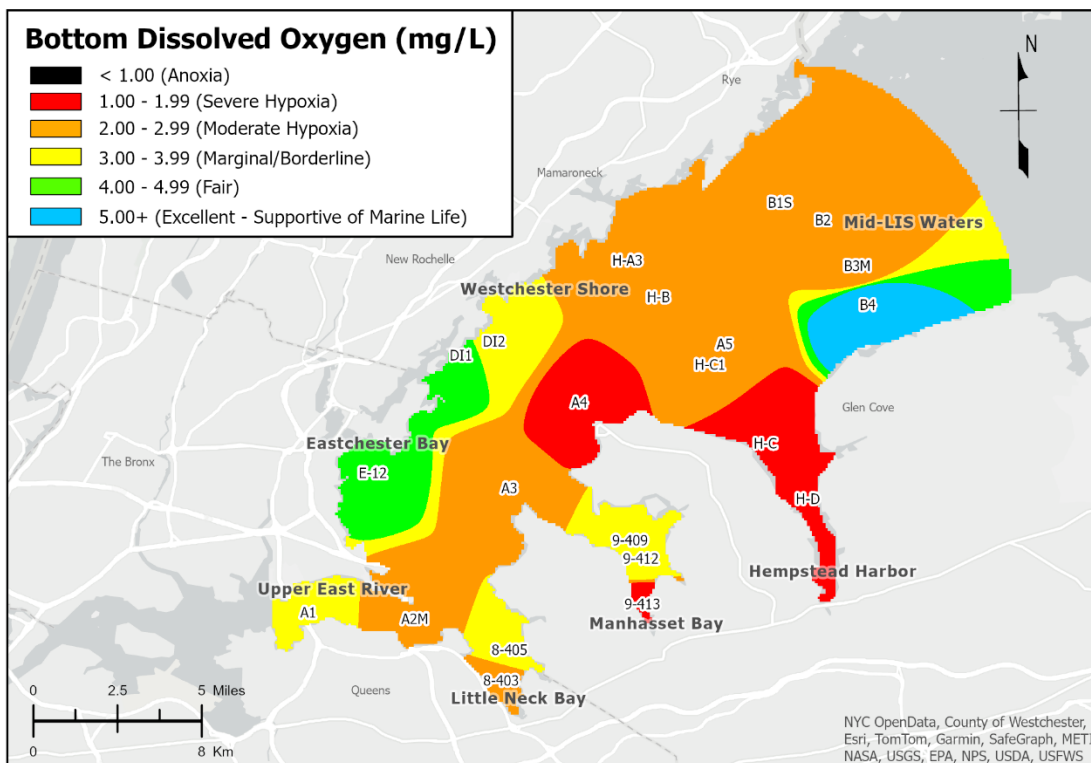 Bottom Dissolved Oxygen (mg/L)
< 1.00 (Anoxia)
1.00 - 1.99 (Severe Hypoxia)
2.00 - 2.99 (Moderate Hypoxia)
3.00 - 3.99 (Marginal/Borderline)
4.00 - 4.99 (Fair)
5.00+ (Excellent - Supportive of Marine Life)
N
Rye
Mamaroneck
B1S
B2
Mid-LIS Waters
New Rochelle
H-A3
B3M
Westchester Shore
H-B
B4
DI1
DI2
A5
H-C1
A4
Glen Cove
Eastchester Bay
H-C
The Bronx
E-12
A3
H-D
9-409
9-412
Hempstead Harbor
Upper East River
A1
A2M
9-413
Manhasset Bay
8-405
8-403
Queens
Little Neck Bay
0 2.5 5 Miles
0 8 Km
NYC OpenData, County of Westchester,
Esri, TomTom, Garmin, SafeGraph, METI
NASA, USGS, EPA, NPS, USDA, USFWS